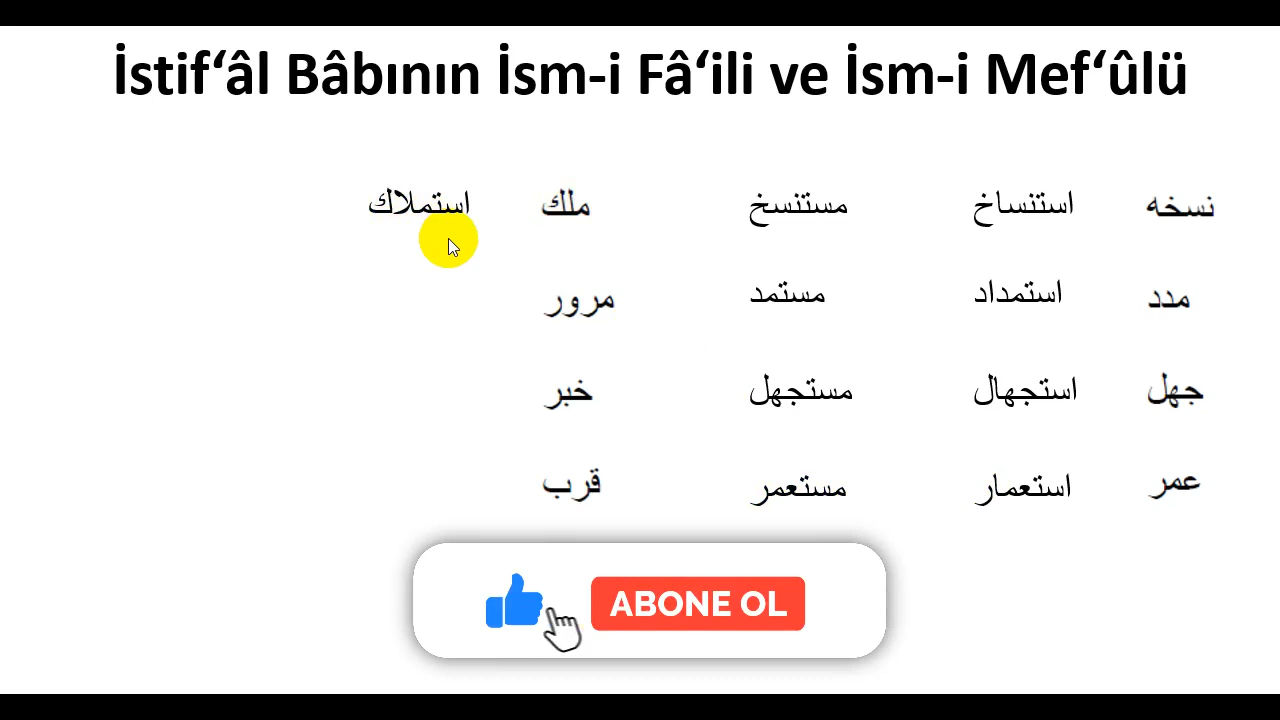 İstif‘âl Bâbının İsm-i Fâ‘ili ve İsm-i Mef‘ûlü
نسخه استنساخ مستنسخ ملك استملاك
مدد استمداد مستمد مرور
جهل استجهال مستجهل خبر
عمر استعمار مستعمر قرب
ABONE OL